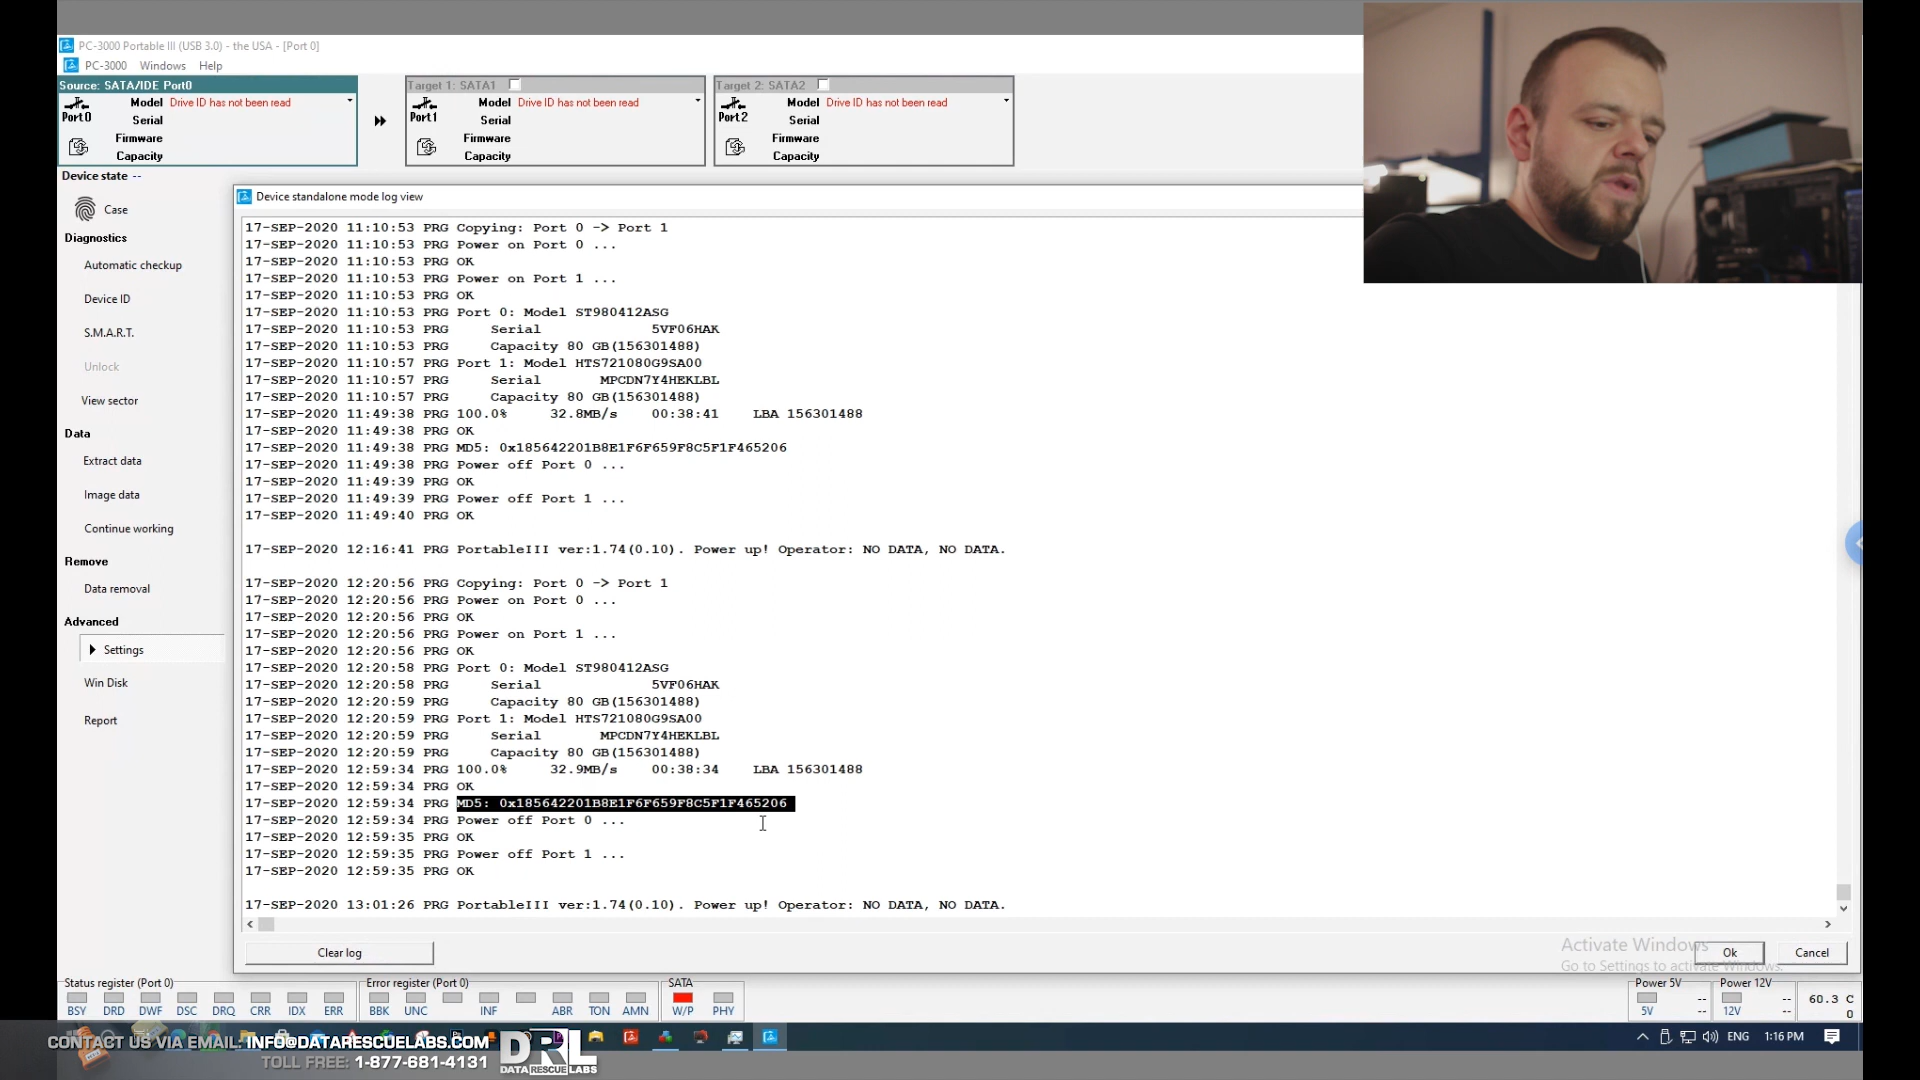 PC-3000 Portable III (USB 3.0) - the USA - [Port 0]
PC-3000 Windows Help
Source: SATA/IDE Port0
Port0
Model Drive ID has not been read
Serial
Firmware
Capacity
Target 1: SATA1
Port1
Model Drive ID has not been read
Serial
Firmware
Capacity
Target 2: SATA2
Port2
Model Drive ID has not been read
Serial
Firmware
Capacity
Device state --
Case
Diagnostics
Automatic checkup
Device ID
S.M.A.R.T.
Unlock
View sector
Data
Extract data
Image data
Continue working
Remove
Data removal
Advanced
Settings
Win Disk
Report
Device standalone mode log view
17-SEP-2020 11:10:53 PRG Copying: Port 0 -> Port 1
17-SEP-2020 11:10:53 PRG Power on Port 0 ...
17-SEP-2020 11:10:53 PRG OK
17-SEP-2020 11:10:53 PRG Power on Port 1 ...
17-SEP-2020 11:10:53 PRG OK
17-SEP-2020 11:10:53 PRG Port 0: Model ST980412ASG
17-SEP-2020 11:10:53 PRG Serial 5VF06HAK
17-SEP-2020 11:10:53 PRG Capacity 80 GB(156301488)
17-SEP-2020 11:10:57 PRG Port 1: Model HTS721080G9SA00
17-SEP-2020 11:10:57 PRG Serial MPCDN7Y4HEKLBL
17-SEP-2020 11:10:57 PRG Capacity 80 GB(156301488)
17-SEP-2020 11:49:38 PRG 100.0% 32.8MB/s 00:38:41 LBA 156301488
17-SEP-2020 11:49:38 PRG OK
17-SEP-2020 11:49:38 PRG MD5: 0x185642201B8E1F6F659F8C5F1F465206
17-SEP-2020 11:49:38 PRG Power off Port 0 ...
17-SEP-2020 11:49:39 PRG OK
17-SEP-2020 11:49:39 PRG Power off Port 1 ...
17-SEP-2020 11:49:40 PRG OK
17-SEP-2020 12:16:41 PRG PortableIII ver:1.74(0.10). Power up! Operator: NO DATA, NO DATA.
17-SEP-2020 12:20:56 PRG Copying: Port 0 -> Port 1
17-SEP-2020 12:20:56 PRG Power on Port 0 ...
17-SEP-2020 12:20:56 PRG OK
17-SEP-2020 12:20:56 PRG Power on Port 1 ...
17-SEP-2020 12:20:56 PRG OK
17-SEP-2020 12:20:58 PRG Port 0: Model ST980412ASG
17-SEP-2020 12:20:58 PRG Serial 5VF06HAK
17-SEP-2020 12:20:59 PRG Capacity 80 GB(156301488)
17-SEP-2020 12:20:59 PRG Port 1: Model HTS721080G9SA00
17-SEP-2020 12:20:59 PRG Serial MPCDN7Y4HEKLBL
17-SEP-2020 12:20:59 PRG Capacity 80 GB(156301488)
17-SEP-2020 12:59:34 PRG 100.0% 32.9MB/s 00:38:34 LBA 156301488
17-SEP-2020 12:59:34 PRG OK
17-SEP-2020 12:59:34 PRG MD5: 0x185642201B8E1F6F659F8C5F1F465206
17-SEP-2020 12:59:34 PRG Power off Port 0 ...
17-SEP-2020 12:59:35 PRG OK
17-SEP-2020 12:59:35 PRG Power off Port 1 ...
17-SEP-2020 12:59:35 PRG OK
17-SEP-2020 13:01:26 PRG PortableIII ver:1.74(0.10). Power up! Operator: NO DATA, NO DATA.
Clear log
Ok
Cancel
Activate Windows
Go to Settings to activate Windows.
Status register (Port 0)
BSY DRD DWF DSC DRQ CRR IDX ERR
Error register (Port 0)
BBK UNC INF ABR TON AMN
SATA
W/P PHY
Power 5V
--
5V --
Power 12V
--
12V --
60.3 C
0
ENG 1:16 PM
CONTACT US VIA EMAIL: INFO@DATARESCUELABS.COM
TOLL FREE: 1-877-681-4131
DRL
DATA RESCUE LABS